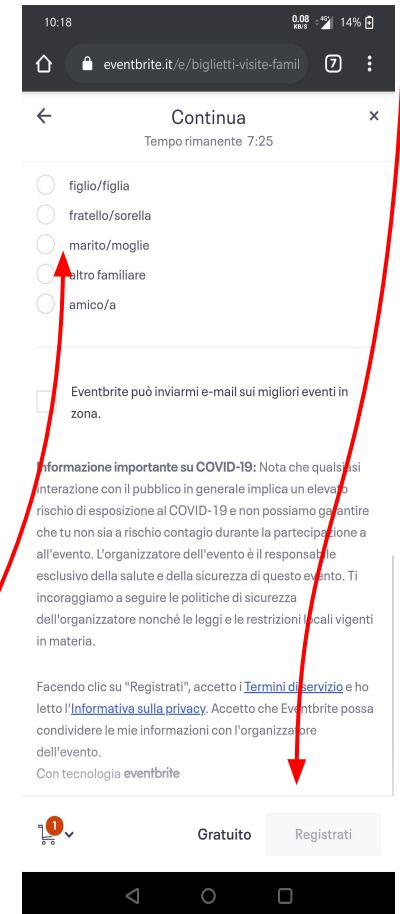 10:18
0.08 KB/S 4G 14%
eventbrite.it/e/biglietti-visite-famil 7
Continua
Tempo rimanente 7:25
figlio/figlia
fratello/sorella
marito/moglie
altro familiare
amico/a
Eventbrite può inviarmi e-mail sui migliori eventi in
zona.
Informazione importante su COVID-19: Nota che qualsiasi
interazione con il pubblico in generale implica un elevato
rischio di esposizione al COVID-19 e non possiamo garantire
che tu non sia a rischio contagio durante la partecipazione a
all'evento. L'organizzatore dell'evento è il responsabile
esclusivo della salute e della sicurezza di questo evento. Ti
incoraggiamo a seguire le politiche di sicurezza
dell'organizzatore nonché le leggi e le restrizioni locali vigenti
in materia.
Facendo clic su "Registrati", accetto i Termini di servizio e ho
letto l'Informativa sulla privacy. Accetto che Eventbrite possa
condividere le mie informazioni con l'organizzatore
dell'evento.
Con tecnologia eventbrite
1 Gratuito Registrati